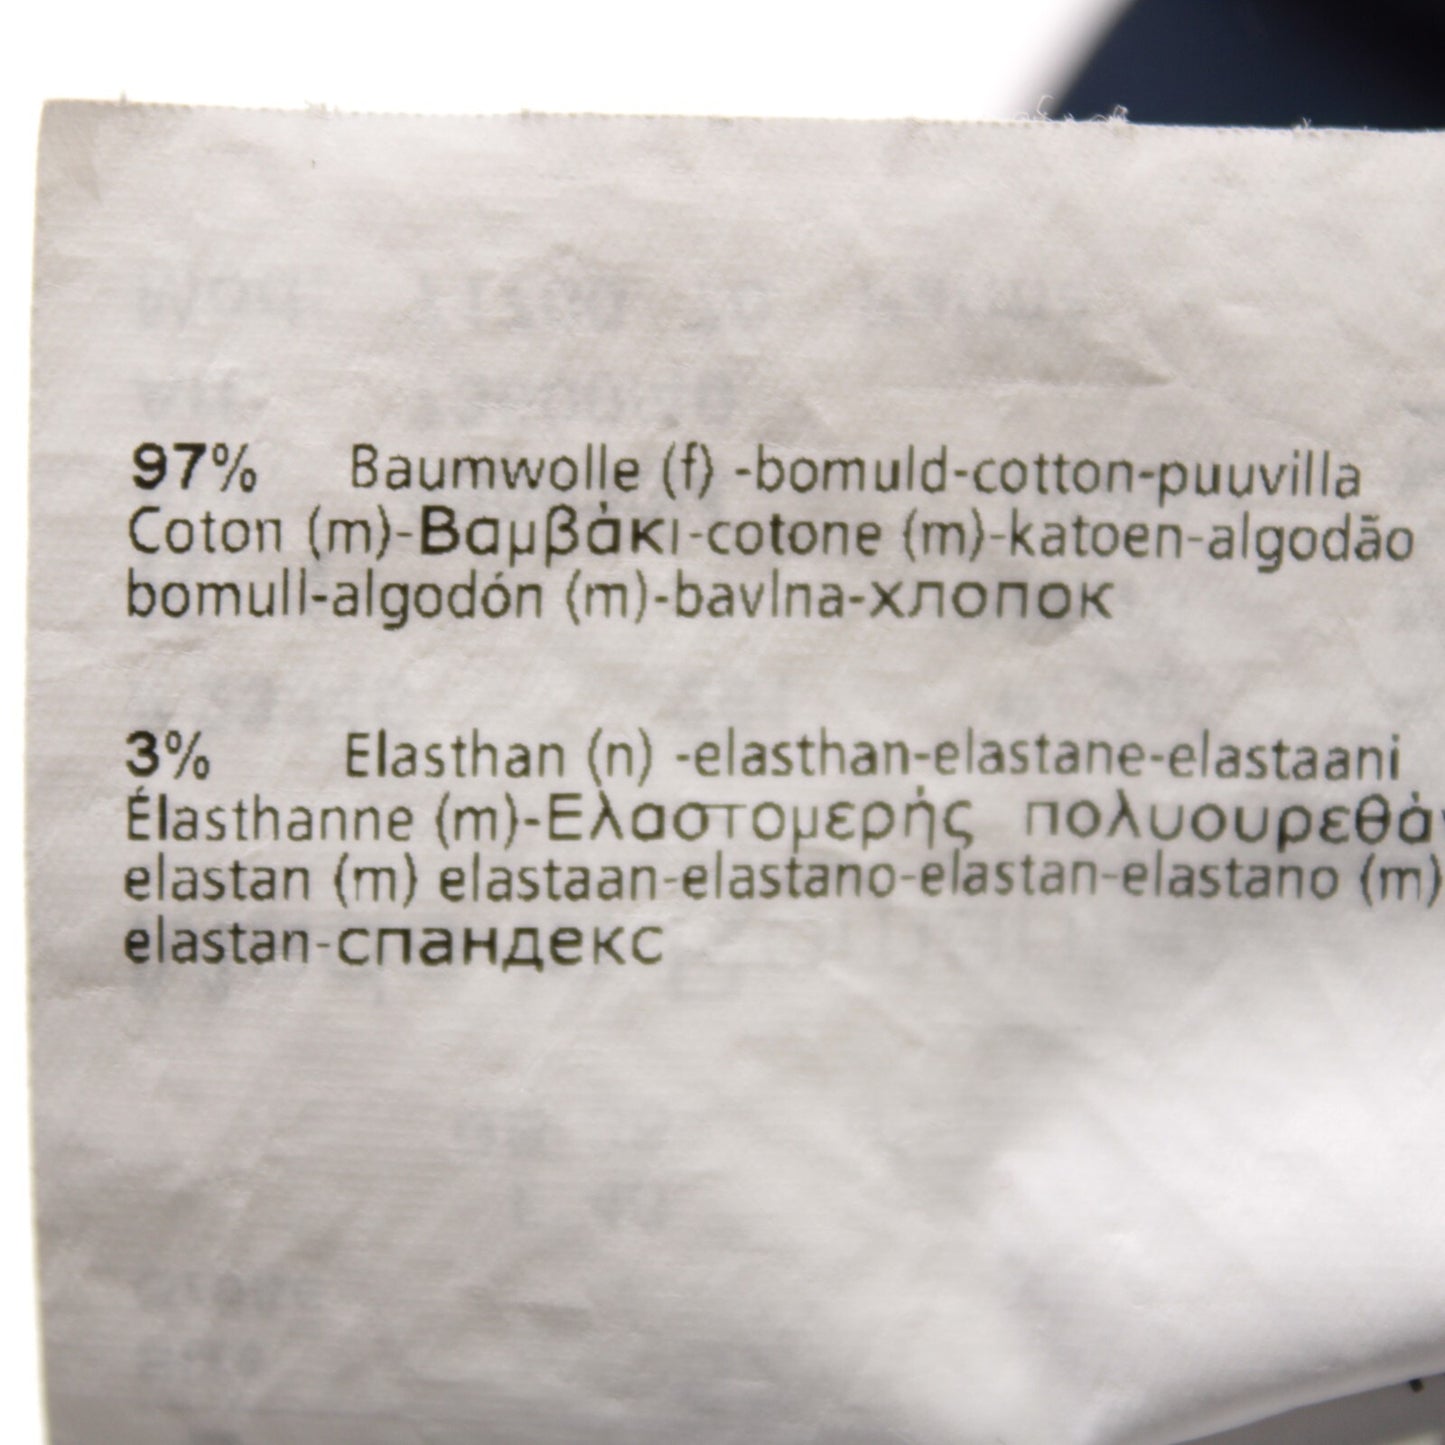 97% Baumwolle (f) -bomuld-cotton-puuvilla
Coton (m)-Βαμβάκι-cotone (m)-katoen-algodão
bomull-algodón (m)-bavlna-хлопок
3% Elasthan (n) -elasthan-elastane-elastaani
Élasthanne (m)-Ελαστομερής
elastan (m) elastaan-elastano-elastan-elastano (m)
elastan-спандекс